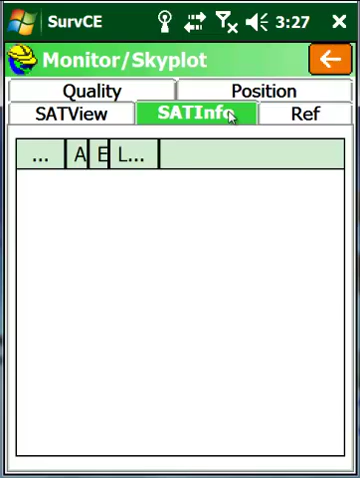 SurvCE 3:27
Monitor/Skyplot
Quality Position
SATView SATInfo Ref
... A E L...